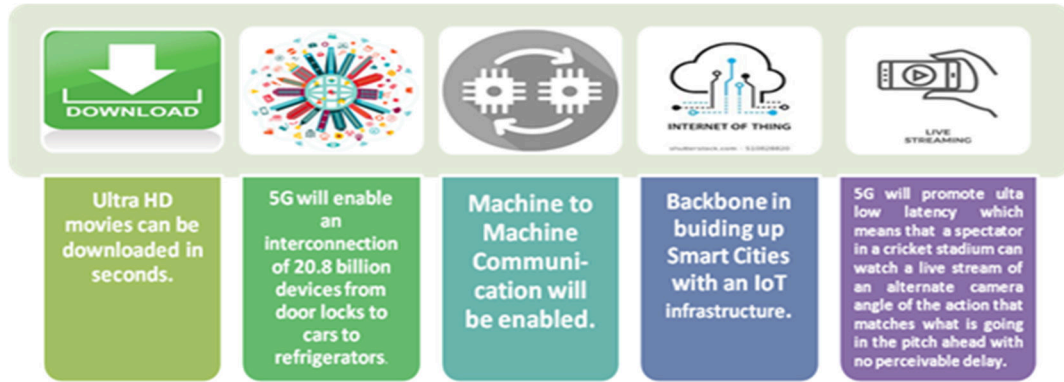 DOWNLOAD
INTERNET OF THING
shutterstock.com · 510628820
LIVE
STREAMING
Ultra HD
movies can be
downloaded in
seconds.
5G will enable
an
interconnection
of 20.8 billion
devices from
door locks to
cars to
refrigerators.
Machine to
Machine
Communi-
cation will
be enabled.
Backbone in
buiding up
Smart Cities
with an IoT
infrastructure.
5G will promote ulta
low latency which
means that a spectator
in a cricket stadium can
watch a live stream of
an alternate camera
angle of the action that
matches what is going
in the pitch ahead with
no perceivable delay.